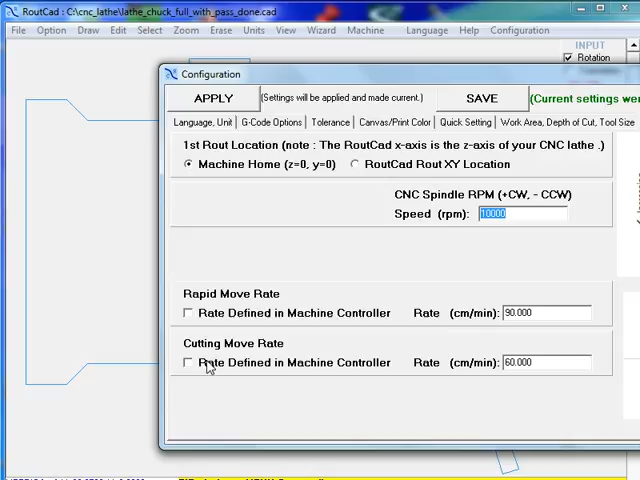 RoutCad : C:\cnc_lathe\lathe_chuck_full_with_pass_done.cad
File Draw Edit Select Zoom Erase Units View Wizard Machine Language Configuration
INPUT
Rotation
Configuration
APPLY (Settings will be applied and made current.) SAVE (Current settings wer
Language, Unit G-Code Options Tolerance Canvas/Print Color Quick Setting Work Area, Depth of Cut, Tool Size
1st Rout Location (note : The RoutCad x-axis is the z-axis of your CNC lathe .)
Machine Home (z=0, y=0) RoutCad Rout XY Location
CNC Spindle RPM (+CW, - CCW)
Speed (rpm): 10000
Rapid Move Rate
Rate Defined in Machine Controller Rate (cm/min): 90.000
Cutting Move Rate
Rate Defined in Machine Controller Rate (cm/min): 60.000